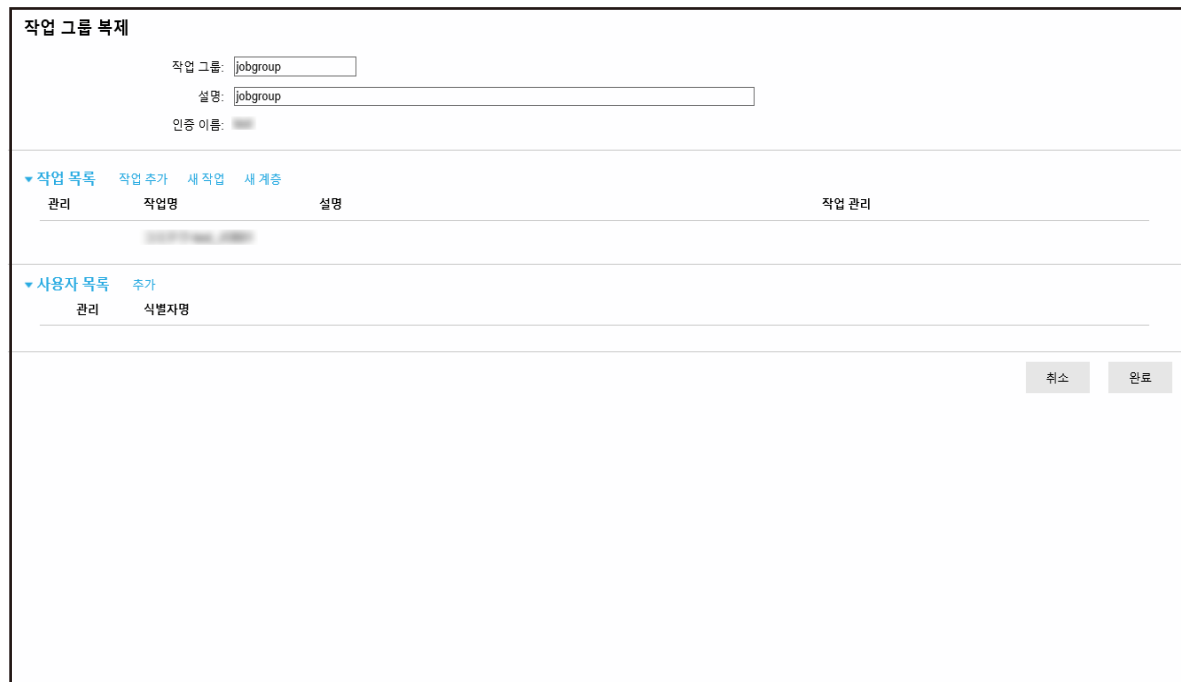 작업 그룹 복제
작업 그룹: jobgroup
설명: jobgroup
인증 이름:
작업 목록 작업 추가 새 작업 새 계층
관리 작업명 설명 작업 관리
사용자 목록 추가
관리 식별자명
취소 완료